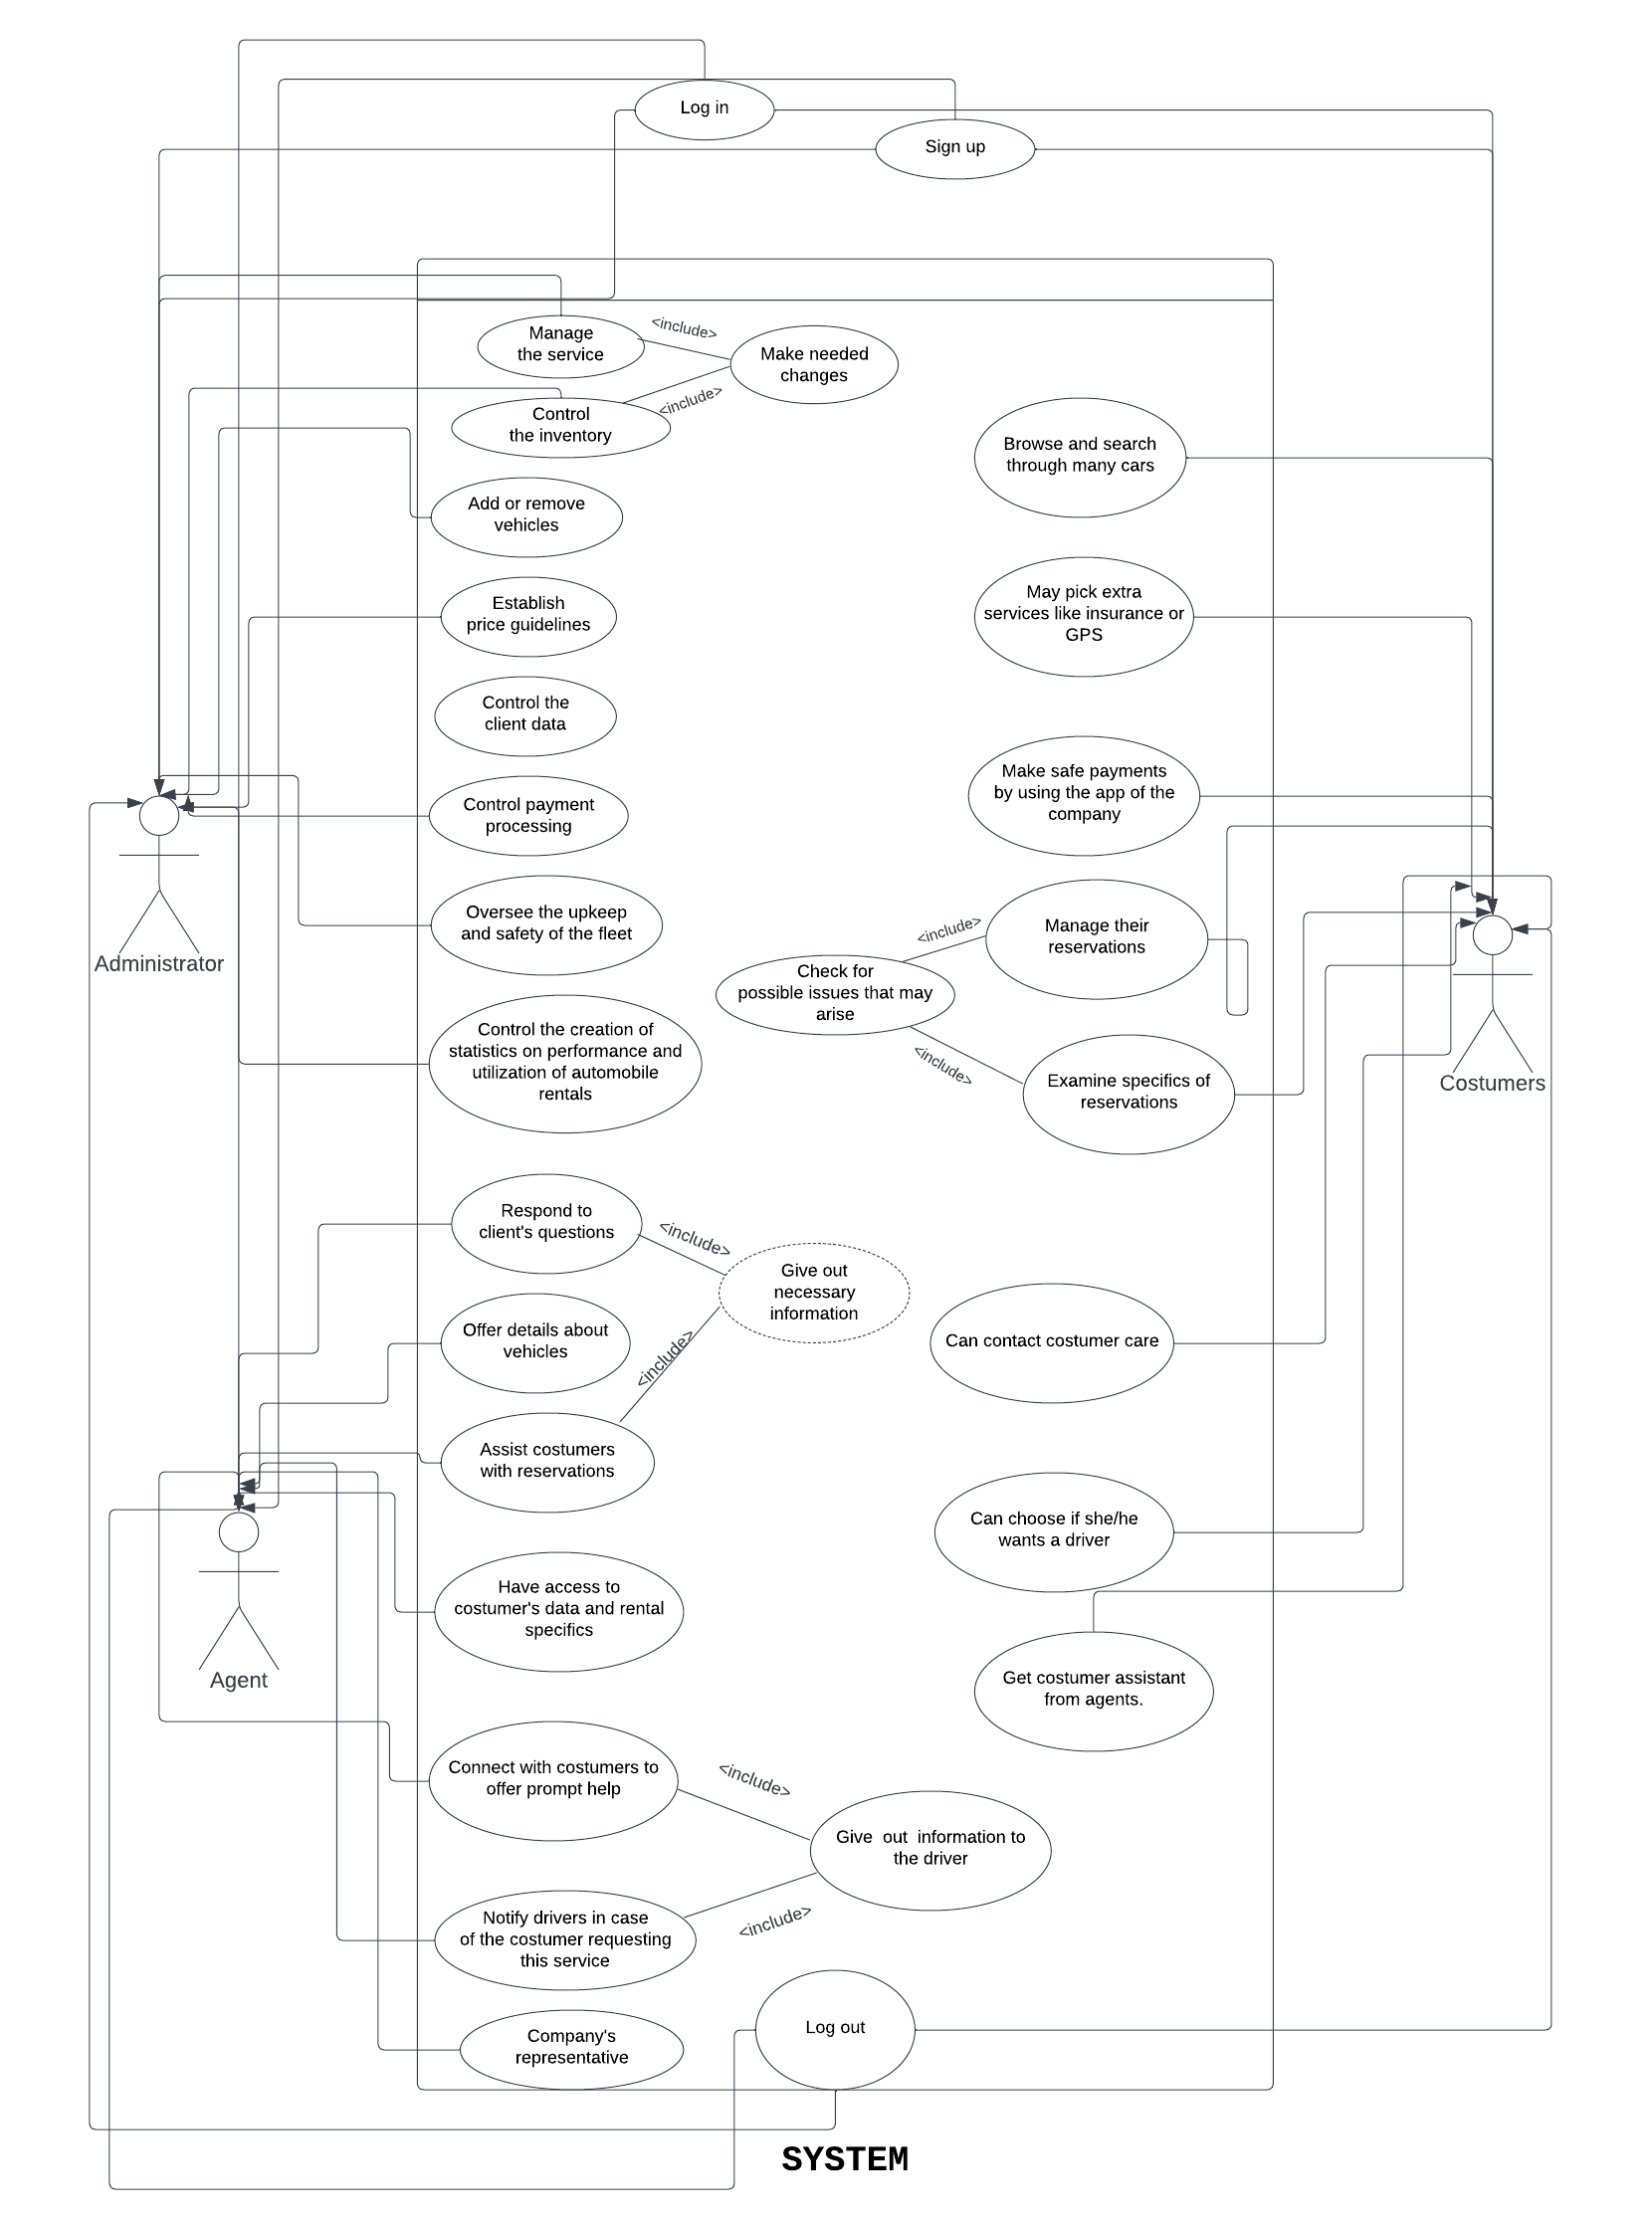 Log in
Sign up
Manage
the service
<include>
Make needed
changes
Control
the inventory
<include>
Browse and search
through many cars
Add or remove
vehicles
Establish
price guidelines
May pick extra
services like insurance or
GPS
Control the
client data
Make safe payments
by using the app of the
company
Control payment
processing
Oversee the upkeep
and safety of the fleet
<include>
Manage their
reservations
Administrator
Check for
possible issues that may
arise
Control the creation of
statistics on performance and
utilization of automobile
rentals
<include>
Examine specifics of
reservations
Costumers
Respond to
client's questions
<include>
Give out
necessary
information
Offer details about
vehicles
<include>
Can contact costumer care
Assist costumers
with reservations
Can choose if she/he
wants a driver
Have access to
costumer's data and rental
specifics
Agent
Get costumer assistant
from agents.
Connect with costumers to
offer prompt help
<include>
Give  out  information to
the driver
Notify drivers in case
of the costumer requesting
this service
<include>
Log out
Company's
representative
SYSTEM